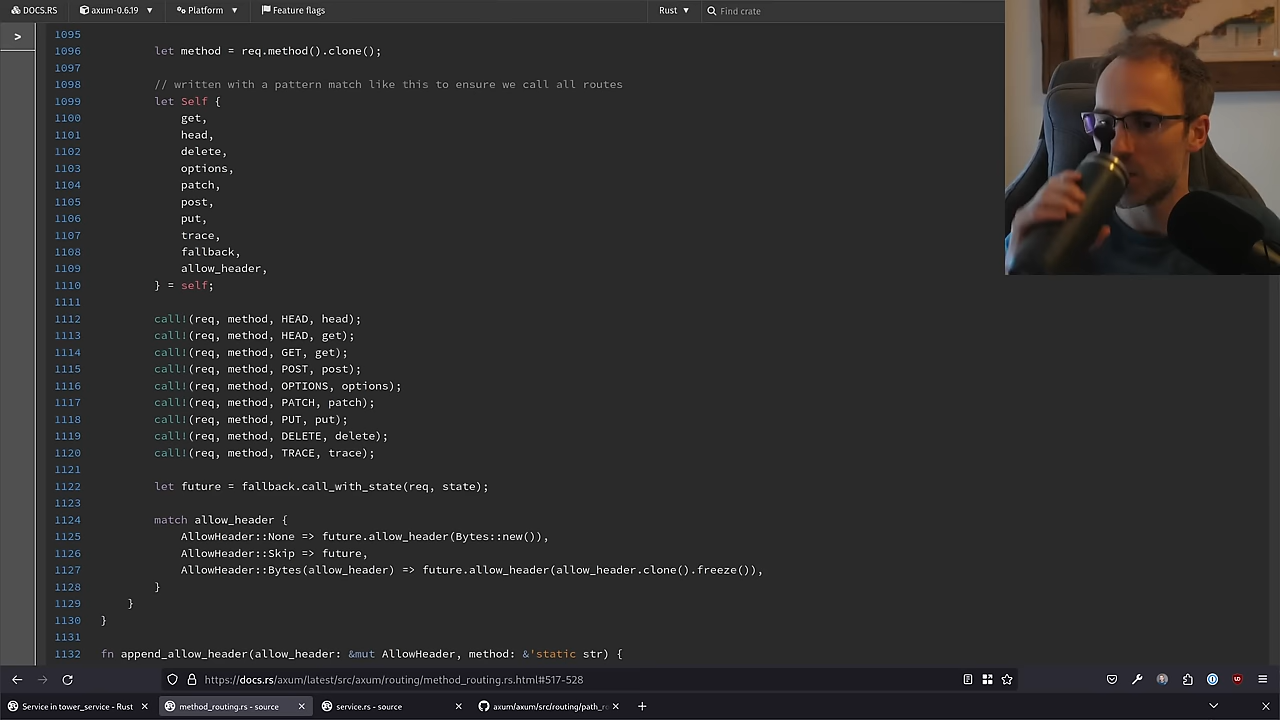 DOCS.RS axum-0.6.19 Platform Feature flags Rust Find crate
>
1095
1096 let method = req.method().clone();
1097
1098 // written with a pattern match like this to ensure we call all routes
1099 let Self {
1100 get,
1101 head,
1102 delete,
1103 options,
1104 patch,
1105 post,
1106 put,
1107 trace,
1108 fallback,
1109 allow_header,
1110 } = self;
1111
1112 call!(req, method, HEAD, head);
1113 call!(req, method, HEAD, get);
1114 call!(req, method, GET, get);
1115 call!(req, method, POST, post);
1116 call!(req, method, OPTIONS, options);
1117 call!(req, method, PATCH, patch);
1118 call!(req, method, PUT, put);
1119 call!(req, method, DELETE, delete);
1120 call!(req, method, TRACE, trace);
1121
1122 let future = fallback.call_with_state(req, state);
1123
1124 match allow_header {
1125 AllowHeader::None => future.allow_header(Bytes::new()),
1126 AllowHeader::Skip => future,
1127 AllowHeader::Bytes(allow_header) => future.allow_header(allow_header.clone().freeze()),
1128 }
1129 }
1130 }
1131
1132 fn append_allow_header(allow_header: &mut AllowHeader, method: &'static str) {
https://docs.rs/axum/latest/src/axum/routing/method_routing.rs.html#517-528
Service in tower_service - Rust method_routing.rs - source service.rs - source axum/axum/src/routing/path_r